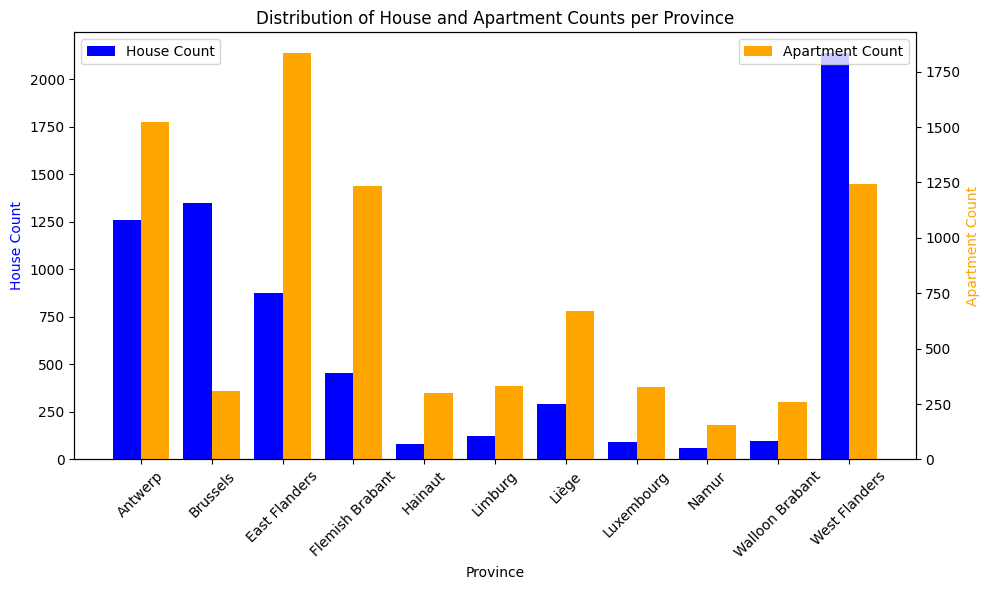 Distribution of House and Apartment Counts per Province
House Count
Apartment Count
2000
1750
1500
1250
1000
750
500
250
0
House Count
1750
1500
1250
1000
750
500
250
0
Apartment Count
Antwerp
Brussels
East Flanders
Flemish Brabant
Hainaut
Limburg
Liège
Luxembourg
Namur
Walloon Brabant
West Flanders
Province